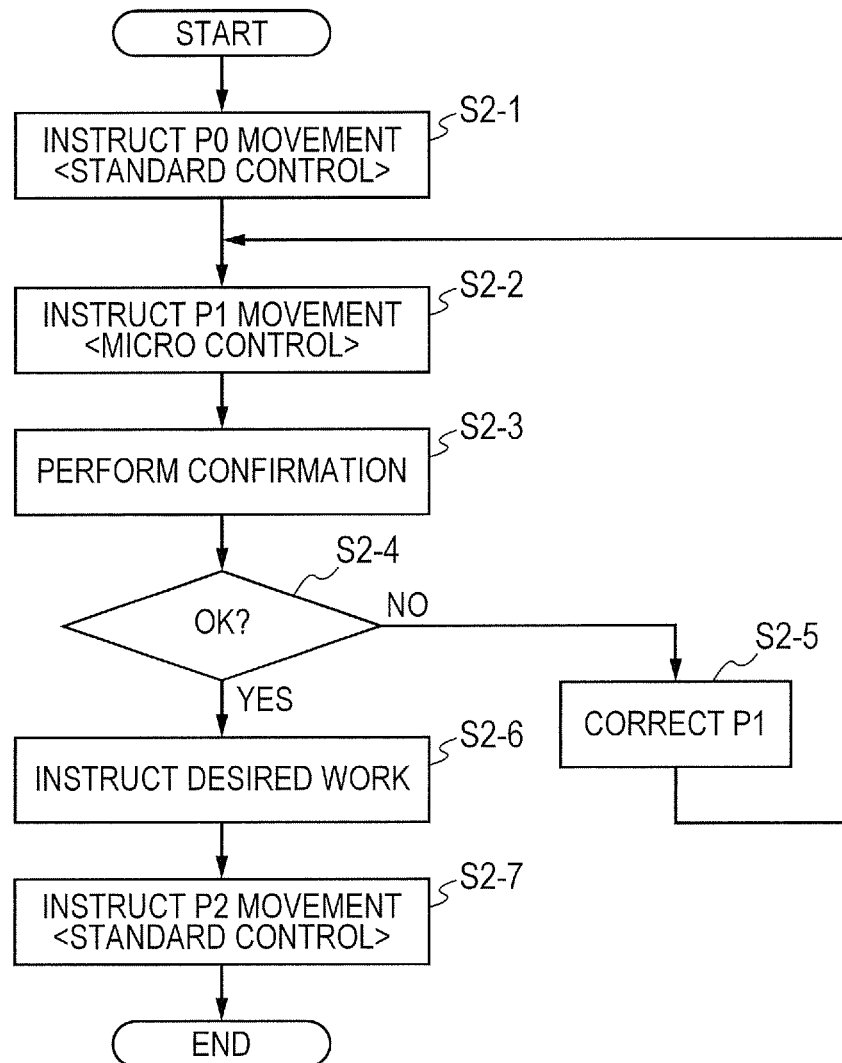 START
S2-1
INSTRUCT P0 MOVEMENT
<STANDARD CONTROL>
S2-2
INSTRUCT P1 MOVEMENT
<MICRO CONTROL>
S2-3
PERFORM CONFIRMATION
S2-4
OK?
NO
YES
S2-5
CORRECT P1
S2-6
INSTRUCT DESIRED WORK
S2-7
INSTRUCT P2 MOVEMENT
<STANDARD CONTROL>
END